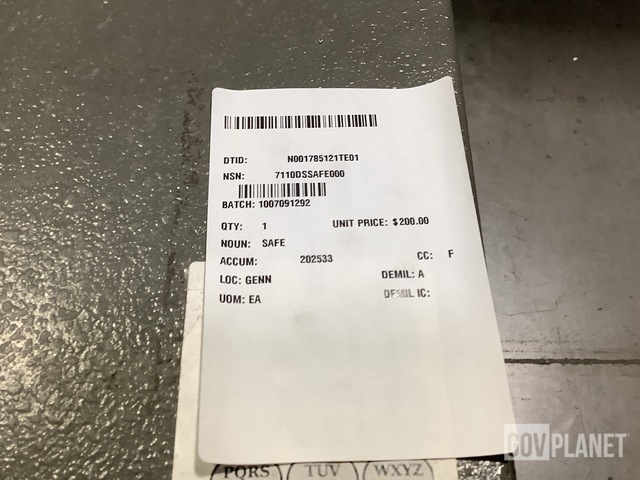 DTID: N001785121TE01
NSN: 7110DSSAFE000
BATCH: 1007091292
QTY: 1 UNIT PRICE: $200.00
NOUN: SAFE
ACCUM: 202533 CC: F
LOC: GENN DEMIL: A
UOM: EA DEMIL IC:
GOVPLANET
PQRS TUV WXYZ